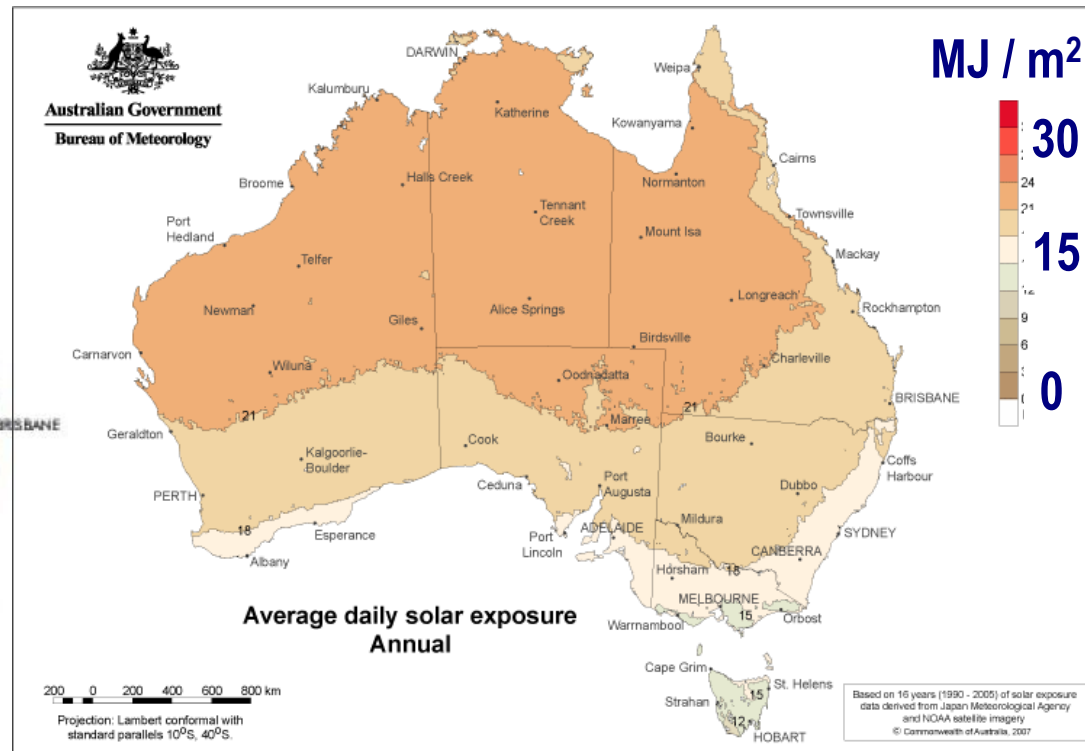 Australian Government
Bureau of Meteorology
MJ / m²
30
24
21
15
9
6
0
DARWIN
Weipa
Kalumburu
Katherine
Kowanyama
Cairns
Broome
Halls Creek
Normanton
Tennant
Creek
Townsville
Port
Hedland
Mount Isa
Mackay
Telfer
Newman
Alice Springs
Longreach
Rockhampton
Giles
Birdsville
Carnarvon
Wiluna
Oodnadatta
Charleville
21
21
BRISBANE
BRISBANE
Geraldton
Marree
Cook
Bourke
Kalgoorlie-
Boulder
Coffs
Harbour
PERTH
Ceduna
Port
Augusta
Dubbo
18
Esperance
ADELAIDE
Mildura
SYDNEY
Port
Lincoln
CANBERRA
Albany
Horsham
18
MELBOURNE
15
Warrnambool
Orbost
Average daily solar exposure
Annual
Cape Grim
St. Helens
15
Strahan
12
HOBART
200 0 200 400 600 800 km
Projection: Lambert conformal with
standard parallels 10⁰S, 40⁰S.
Based on 16 years (1990 - 2005) of solar exposure
data derived from Japan Meteorological Agency
and NOAA satellite imagery
© Commonwealth of Australia, 2007